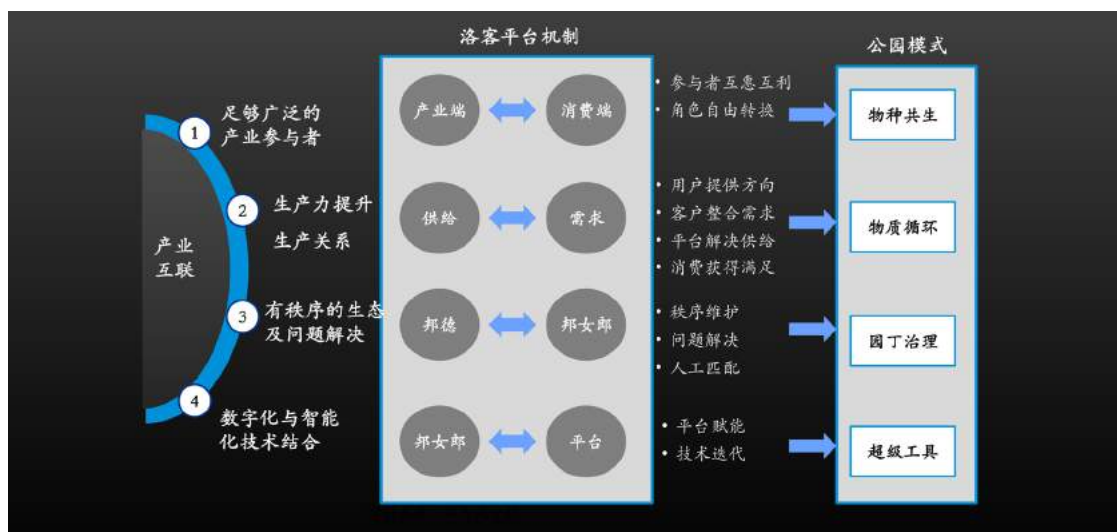 洛客平台机制
公园模式
产业
互联
1
足够广泛的
产业参与者
2
生产力提升
生产关系
3
有秩序的生态
及问题解决
4
数字化与智能
化技术结合
产业端
消费端
• 参与者互惠互利
• 角色自由转换
物种共生
供给
需求
• 用户提供方向
• 客户整合需求
• 平台解决供给
• 消费获得满足
物质循环
邦德
邦女郎
• 秩序维护
• 问题解决
• 人工匹配
园丁治理
邦女郎
平台
• 平台赋能
• 技术迭代
超级工具